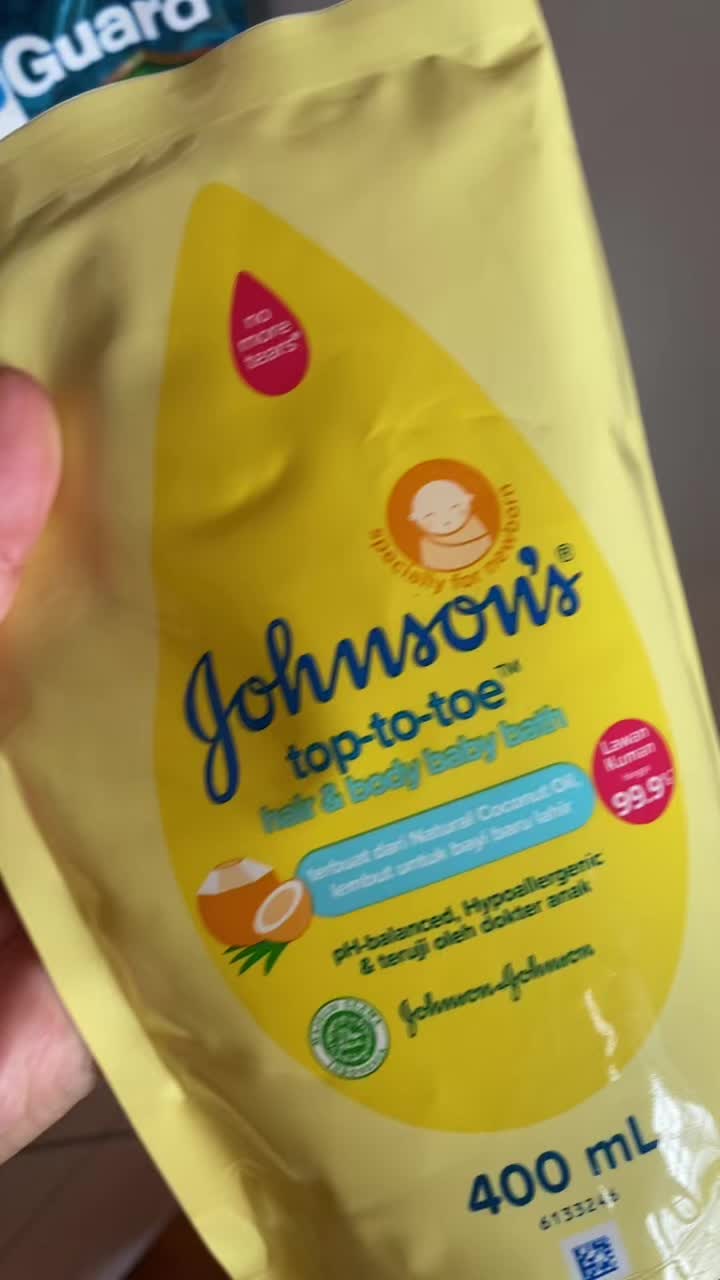 Guard
no
more
tears*
specially for newborn
Johnson's®
top-to-toe™
hair & body baby bath
terbuat dari Natural Coconut Oil,
lembut untuk bayi baru lahir
Lawan
Kuman
99.9%
pH-balanced, Hypoallergenic
& teruji oleh dokter anak
Johnson & Johnson
400 mL
6133246